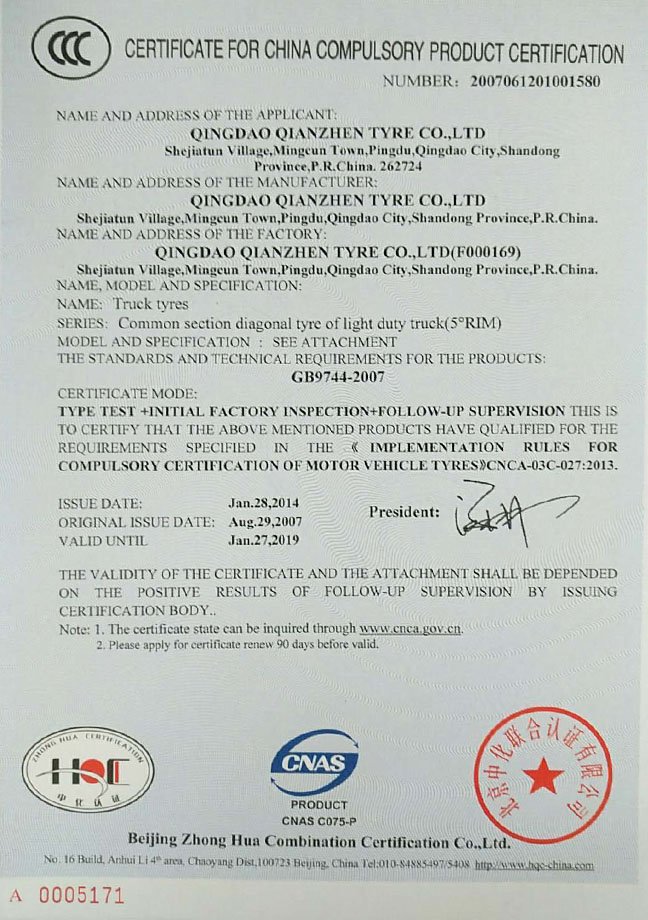 CCC
CERTIFICATE FOR CHINA COMPULSORY PRODUCT CERTIFICATION
NUMBER: 2007061201001580
NAME AND ADDRESS OF THE APPLICANT:
QINGDAO QIANZHEN TYRE CO.,LTD
Shejiatun Village,Mingcun Town,Pingdu,Qingdao City,Shandong
Province,P.R.China. 262724
NAME AND ADDRESS OF THE MANUFACTURER:
QINGDAO QIANZHEN TYRE CO.,LTD
Shejiatun Village,Mingcun Town,Pingdu,Qingdao City,Shandong Province,P.R.China.
NAME AND ADDRESS OF THE FACTORY:
QINGDAO QIANZHEN TYRE CO.,LTD(F000169)
Shejiatun Village,Mingcun Town,Pingdu,Qingdao City,Shandong Province,P.R.China.
NAME, MODEL AND SPECIFICATION:
NAME: Truck tyres
SERIES: Common section diagonal tyre of light duty truck(5°RIM)
MODEL AND SPECIFICATION : SEE ATTACHMENT
THE STANDARDS AND TECHNICAL REQUIREMENTS FOR THE PRODUCTS:
GB9744-2007
CERTIFICATE MODE:
TYPE TEST +INITIAL FACTORY INSPECTION+FOLLOW-UP SUPERVISION THIS IS
TO CERTIFY THAT THE ABOVE MENTIONED PRODUCTS HAVE QUALIFIED FOR THE
REQUIREMENTS SPECIFIED IN THE 《 IMPLEMENTATION RULES FOR
COMPULSORY CERTIFICATION OF MOTOR VEHICLE TYRES》CNCA-03C-027:2013.
ISSUE DATE: Jan.28,2014
ORIGINAL ISSUE DATE: Aug.29,2007
VALID UNTIL Jan.27,2019
President:
THE VALIDITY OF THE CERTIFICATE AND THE ATTACHMENT SHALL BE DEPENDED
ON THE POSITIVE RESULTS OF FOLLOW-UP SUPERVISION BY ISSUING
CERTIFICATION BODY..
Note: 1. The certificate state can be inquired through www.cnca.gov.cn.
2. Please apply for certificate renew 90 days before valid.
ZHONG HUA CERTIFICATION
HQC
中化认证
CNAS
PRODUCT
CNAS C075-P
北京中化联合认证有限公司
Beijing Zhong Hua Combination Certification Co.,Ltd.
No. 16 Build, Anhui Li 4th area, Chaoyang Dist,100723 Beijing, China Tel:010-84885497/5408 http://www.hqc-china.com
A 0005171